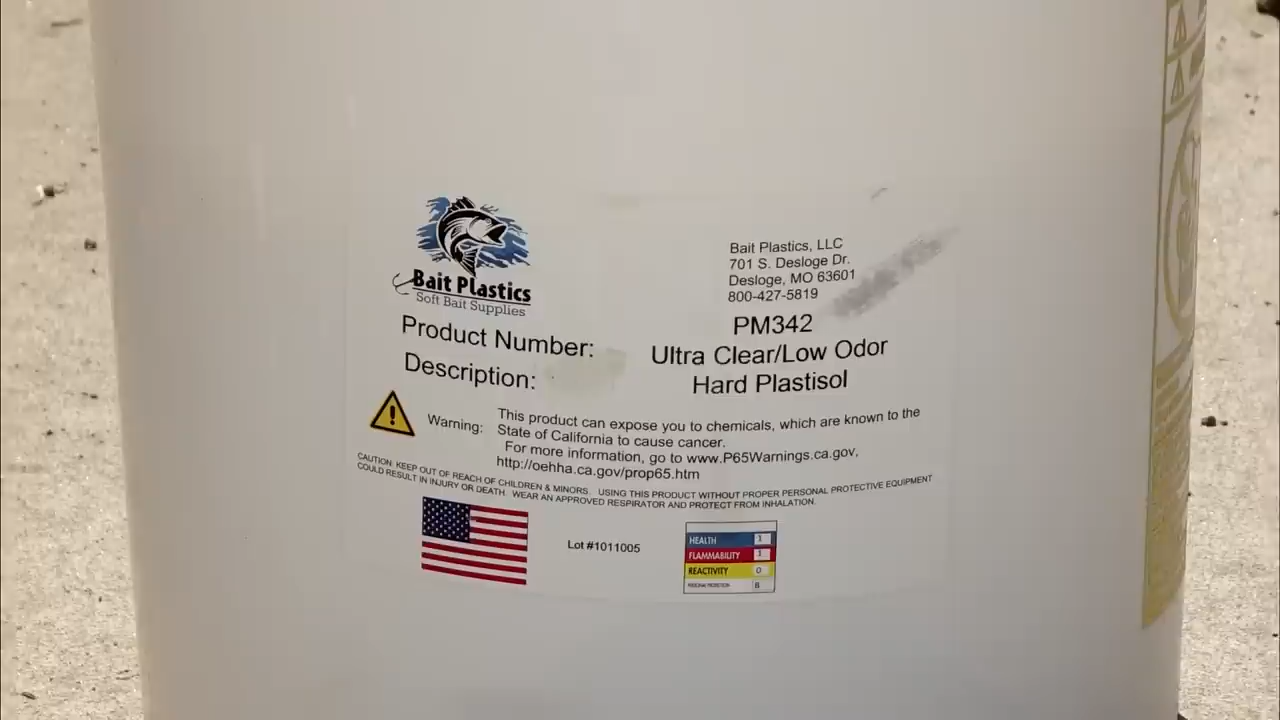 Bait Plastics
Soft Bait Supplies
Bait Plastics, LLC
701 S. Desloge Dr.
Desloge, MO 63601
800-427-5819
Product Number:
PM342
Description:
Ultra Clear/Low Odor
Hard Plastisol
Warning:
This product can expose you to chemicals, which are known to the
State of California to cause cancer.
For more information, go to www.P65Warnings.ca.gov,
http://oehha.ca.gov/prop65.htm
CAUTION: KEEP OUT OF REACH OF CHILDREN & MINORS. USING THIS PRODUCT WITHOUT PROPER PERSONAL PROTECTIVE EQUIPMENT
COULD RESULT IN INJURY OR DEATH. WEAR AN APPROVED RESPIRATOR AND PROTECT FROM INHALATION.
Lot #1011005
HEALTH 1
FLAMMABILITY 1
REACTIVITY 0
PERSONAL PROTECTION B